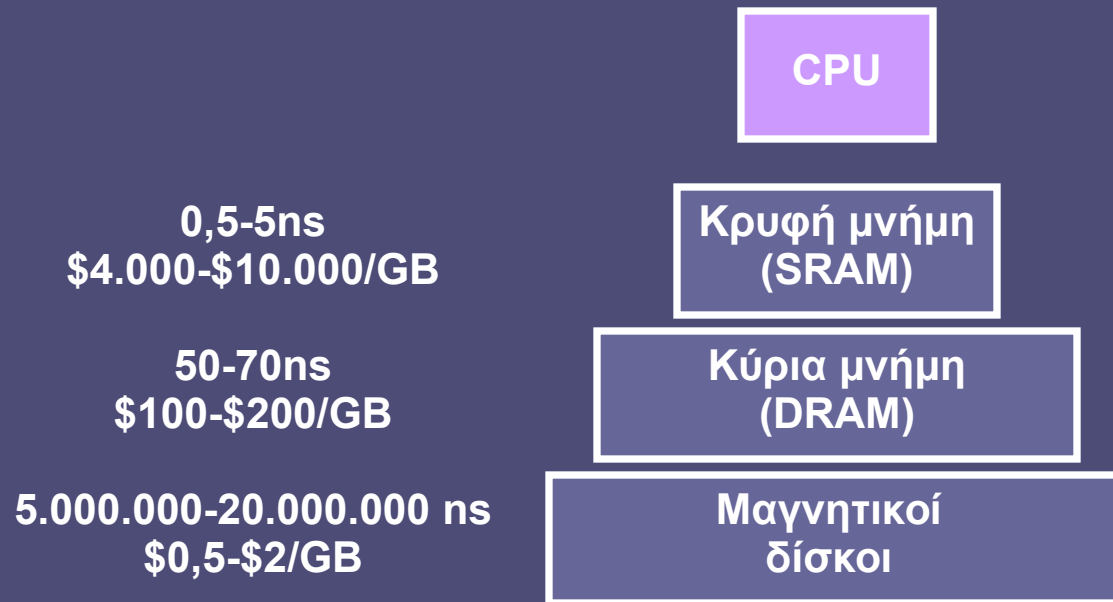 CPU
0,5-5ns
$4.000-$10.000/GB
Κρυφή μνήμη
(SRAM)
50-70ns
$100-$200/GB
Κύρια μνήμη
(DRAM)
5.000.000-20.000.000 ns
$0,5-$2/GB
Μαγνητικοί
δίσκοι